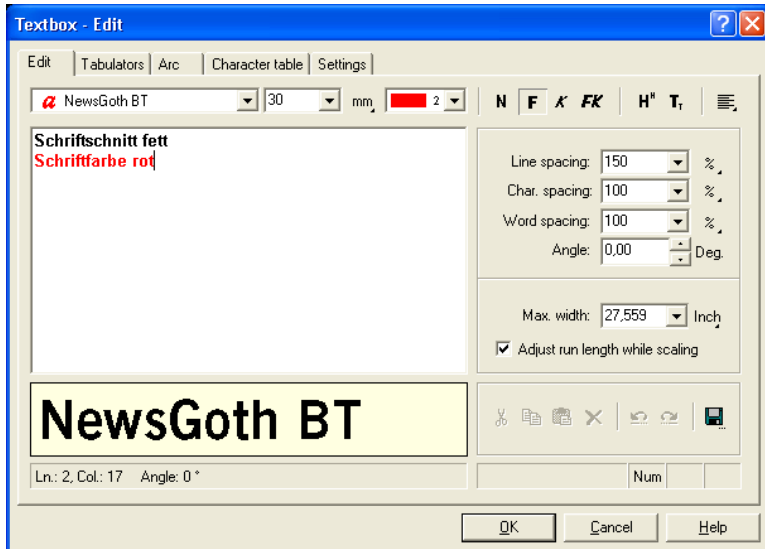 Textbox - Edit
Edit Tabulators Arc Character table Settings
a NewsGoth BT 30 mm 2 N F K FK H^H T_T
Schriftschnitt fett
Schriftfarbe rot
Line spacing: 150 %
Char. spacing: 100 %
Word spacing: 100 %
Angle: 0,00 Deg.
Max. width: 27,559 Inch
Adjust run length while scaling
NewsGoth BT
Ln.: 2, Col.: 17 Angle: 0 °
Num
OK Cancel Help